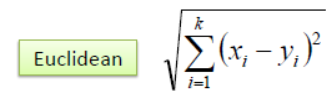 Euclidean √(∑_{i=1}^{k} (x_i − y_i)²)